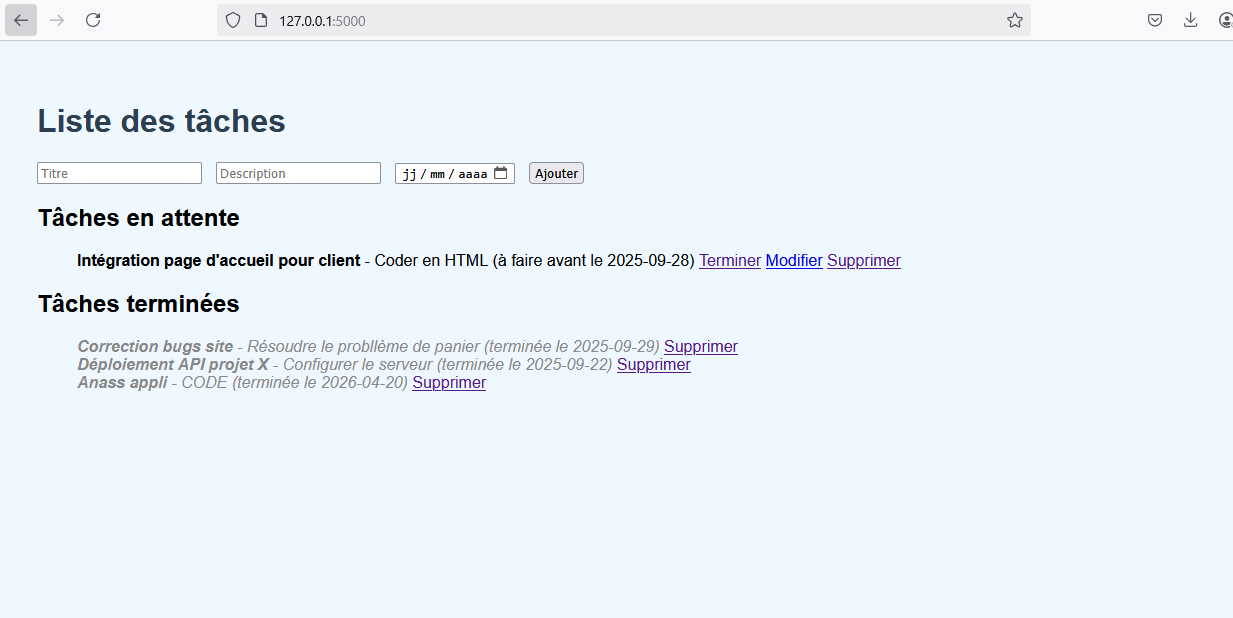 127.0.0.1:5000
Liste des tâches
Titre Description jj / mm / aaaa Ajouter
Tâches en attente
Intégration page d'accueil pour client - Coder en HTML (à faire avant le 2025-09-28) Terminer Modifier Supprimer
Tâches terminées
Correction bugs site - Résoudre le probllème de panier (terminée le 2025-09-29) Supprimer
Déploiement API projet X - Configurer le serveur (terminée le 2025-09-22) Supprimer
Anass appli - CODE (terminée le 2026-04-20) Supprimer